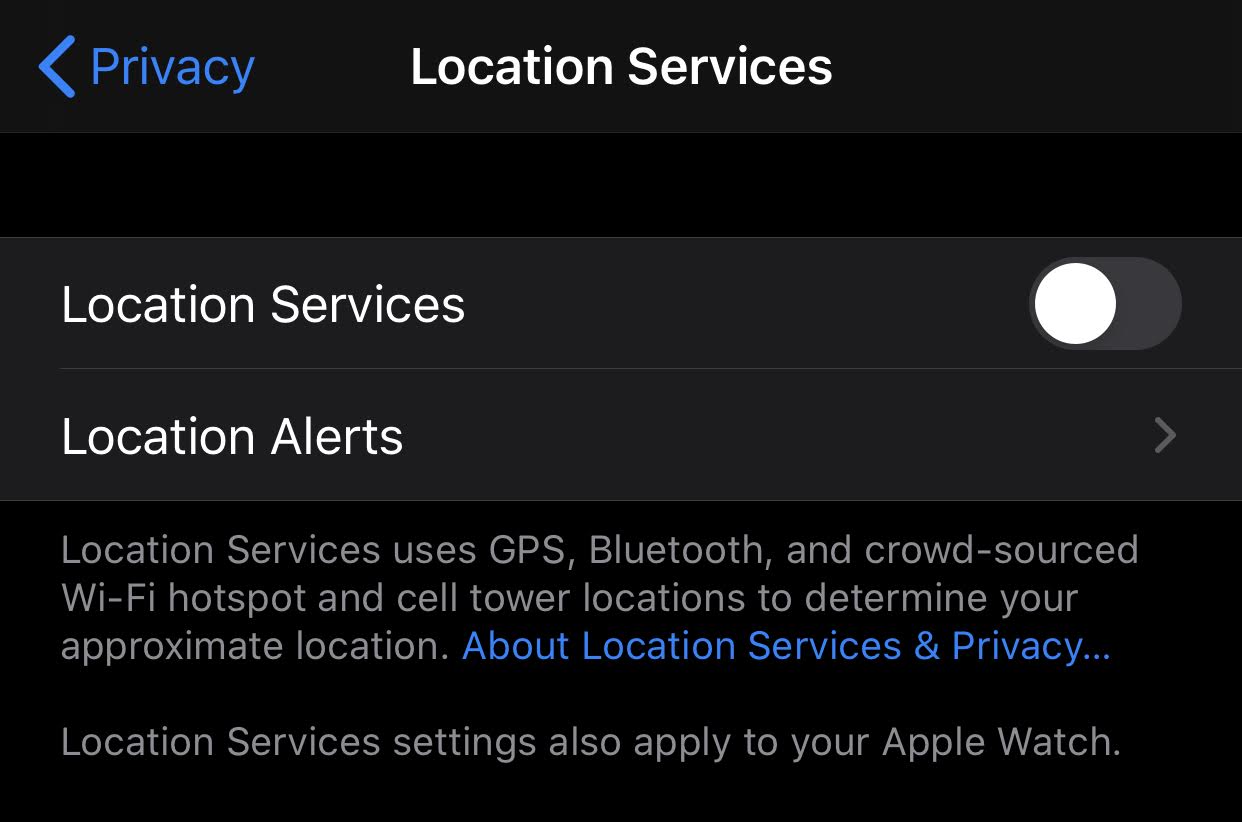 Privacy
Location Services
Location Services
Location Alerts
Location Services uses GPS, Bluetooth, and crowd-sourced
Wi-Fi hotspot and cell tower locations to determine your
approximate location. About Location Services & Privacy...
Location Services settings also apply to your Apple Watch.